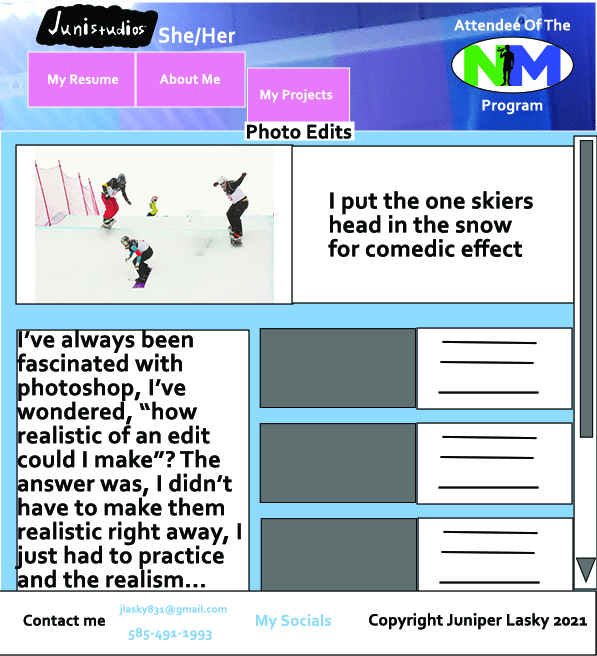 Junistudios
She/Her
Attendee Of The
NM
Program
My Resume
About Me
My Projects
Photo Edits
I put the one skiers
head in the snow
for comedic effect
I've always been
fascinated with
photoshop, I've
wondered, “how
realistic of an edit
could I make”? The
answer was, I didn't
have to make them
realistic right away, I
just had to practice
and the realism...
Contact me
jlasky831@gmail.com
585-491-1993
My Socials
Copyright Juniper Lasky 2021